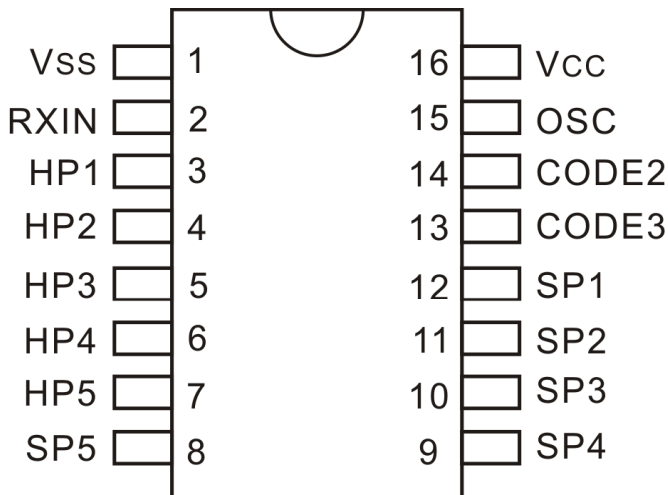 Vss 1 16 Vcc
RXIN 2 15 OSC
HP1 3 14 CODE2
HP2 4 13 CODE3
HP3 5 12 SP1
HP4 6 11 SP2
HP5 7 10 SP3
SP5 8 9 SP4